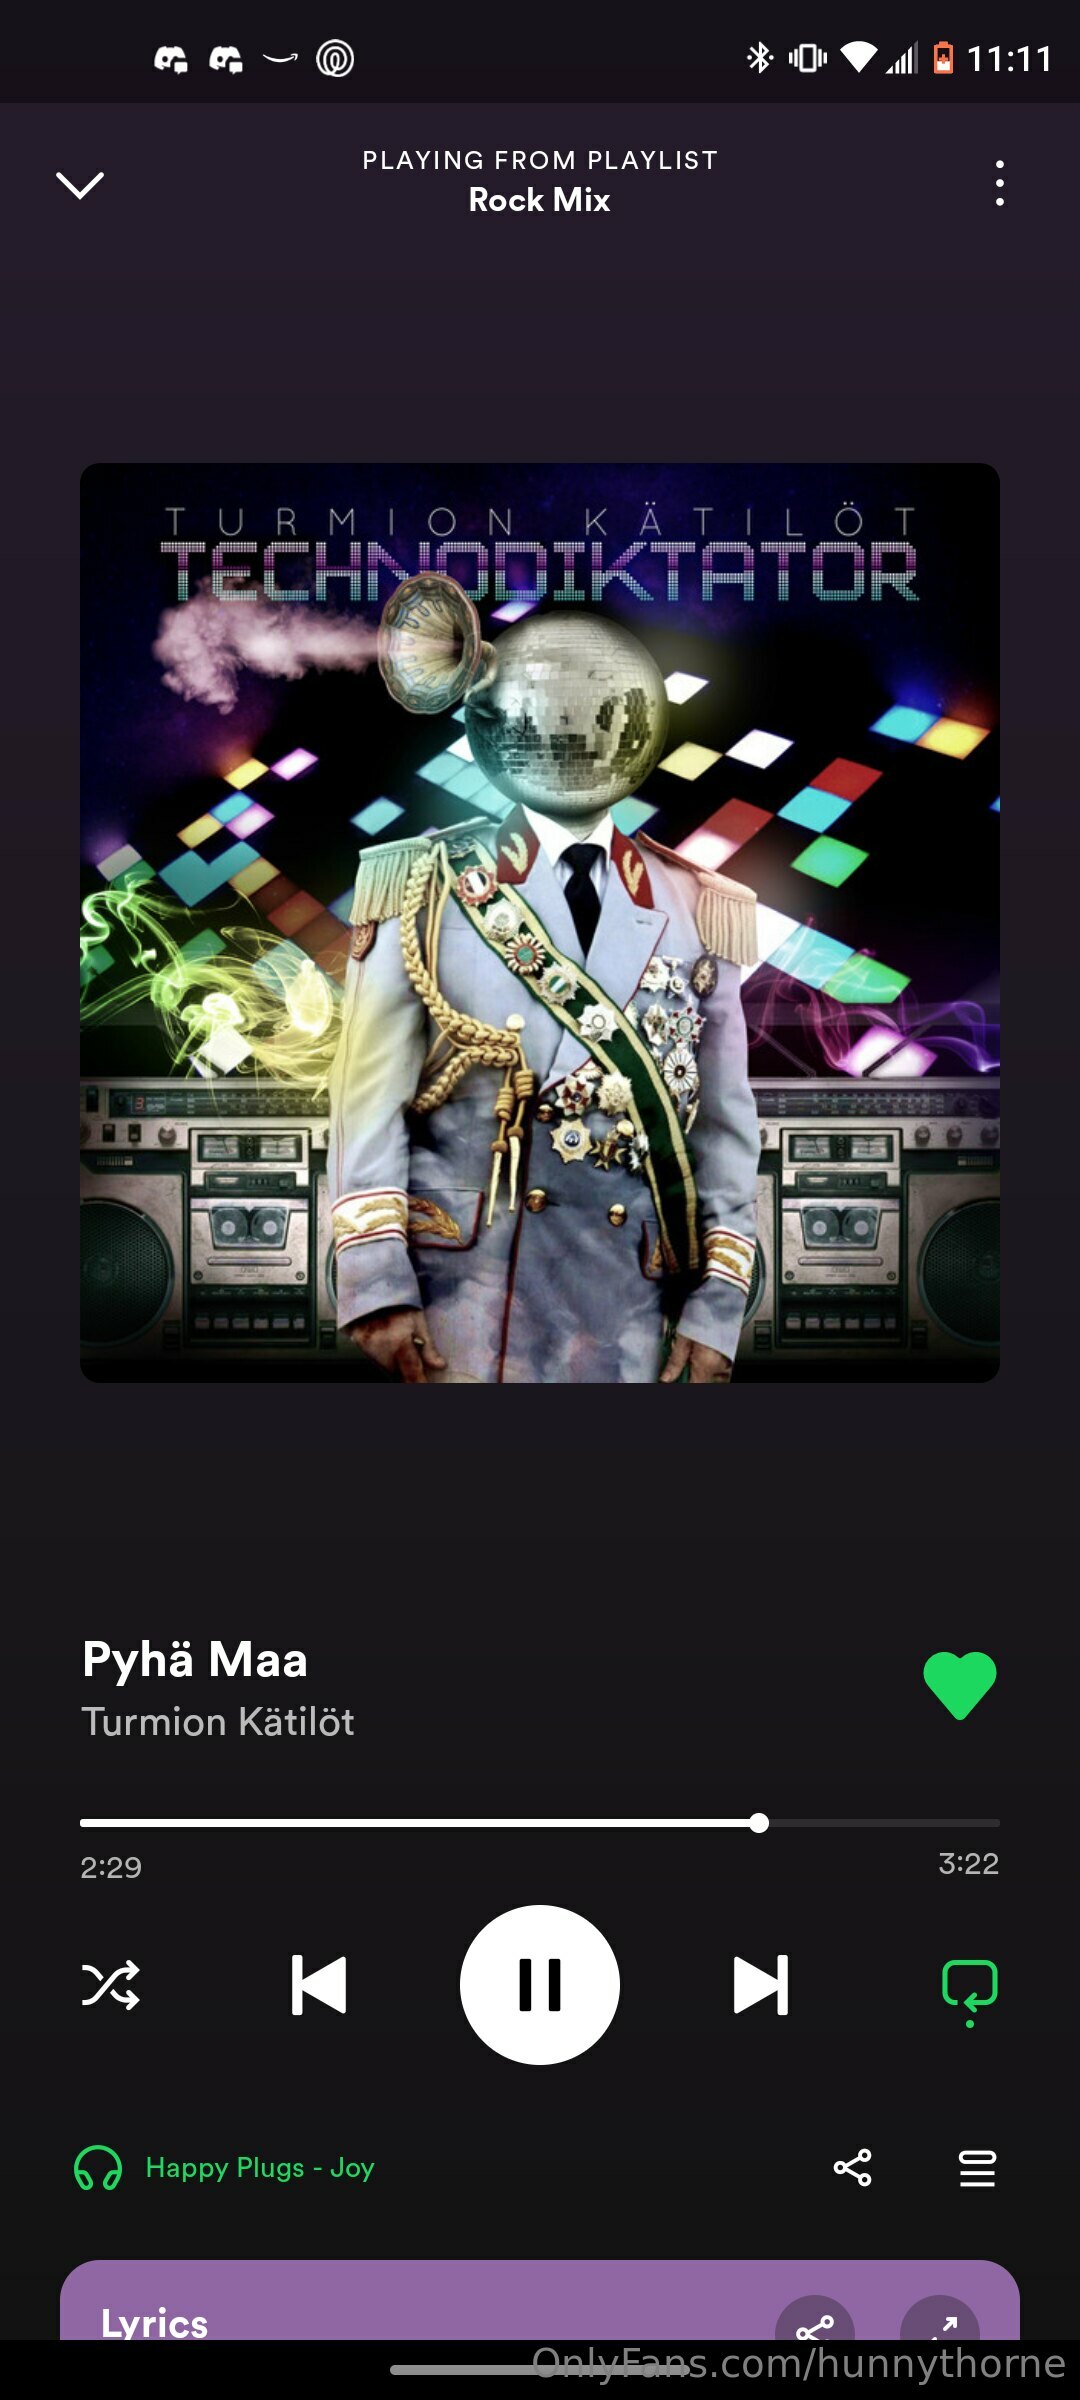 11:11
PLAYING FROM PLAYLIST
Rock Mix
TURMION KÄTILÖT
TECHNODIKTATOR
Pyhä Maa
Turmion Kätilöt
2:29
3:22
Happy Plugs - Joy
Lyrics
OnlyFans.com/hunnythorne